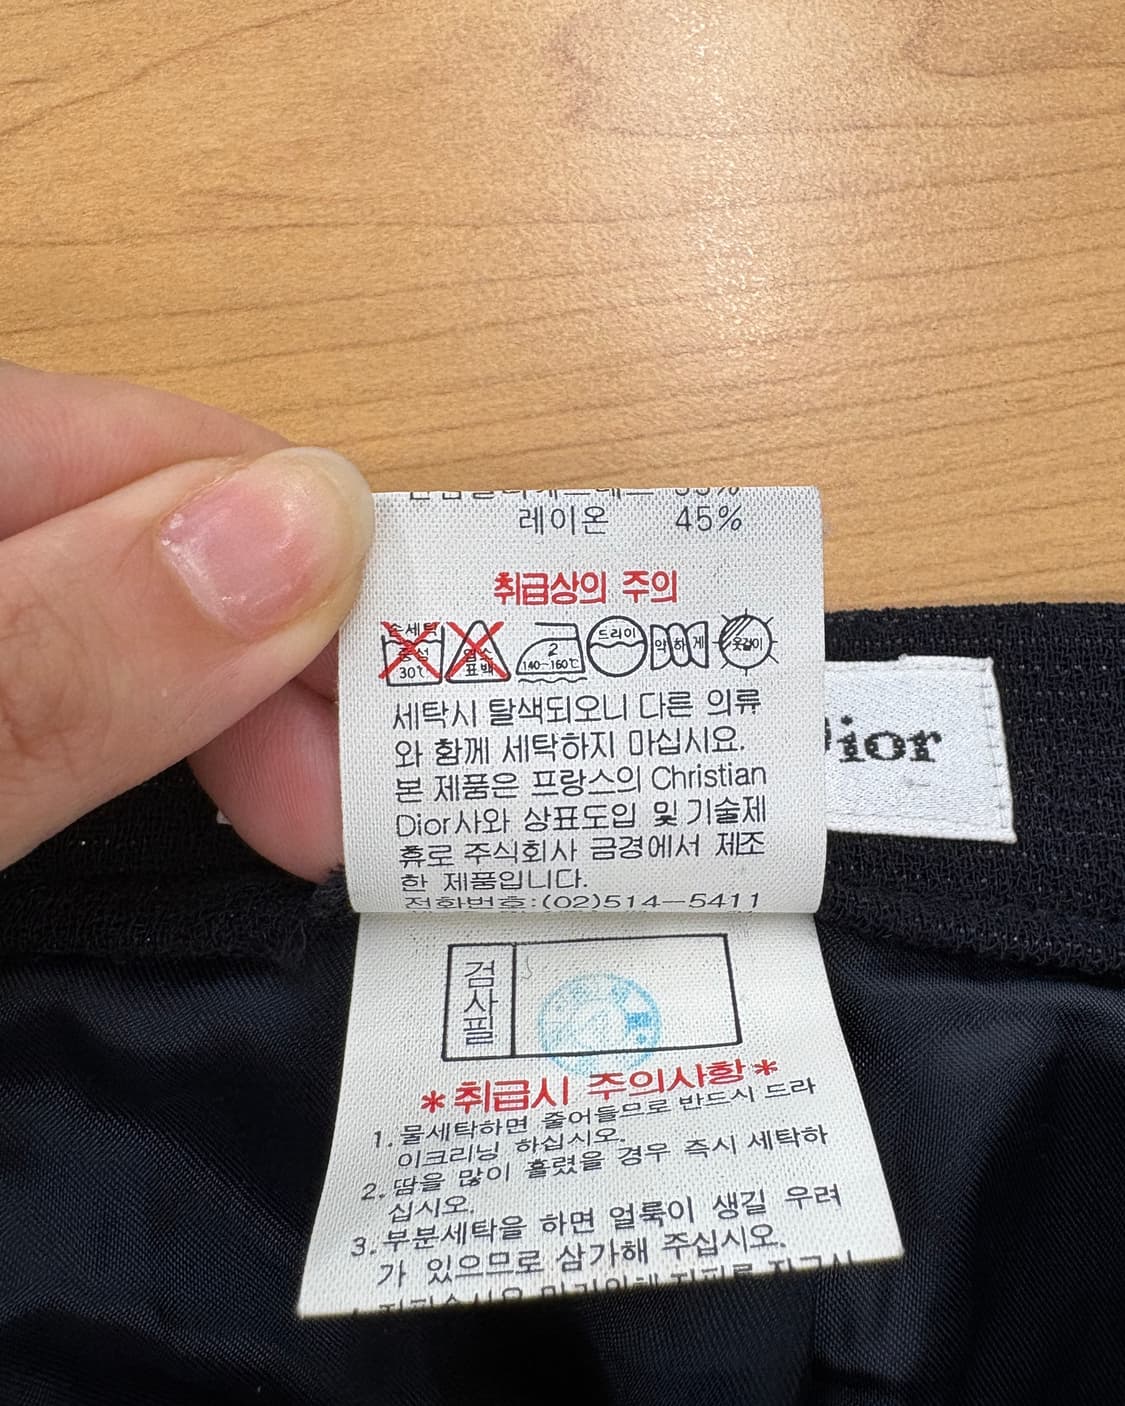 레이온 45%
취급상의 주의
손세탁
중성
30℃
염소
표백
2
140~160℃
드라이
약하게
옷걸이
세탁시 탈색되오니 다른 의류
와 함께 세탁하지 마십시요.
본 제품은 프랑스의 Christian
Dior사와 상표도입 및 기술제
휴로 주식회사 금경에서 제조
한 제품입니다.
전화번호:(02)514-5411
ior
검사필
*취급시 주의사항*
1. 물세탁하면 줄어들므로 반드시 드라
이크리닝 하십시오.
2. 땀을 많이 흘렸을 경우 즉시 세탁하
십시오.
3. 부분세탁을 하면 얼룩이 생길 우려
가 있으므로 삼가해 주십시오.